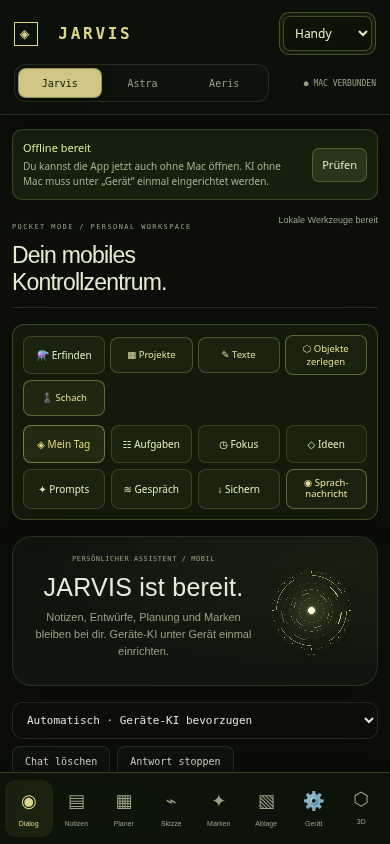 JARVIS
Handy
Jarvis
Astra
Aeris
● MAC VERBUNDEN
Offline bereit
Du kannst die App jetzt auch ohne Mac öffnen. KI ohne
Mac muss unter „Gerät“ einmal eingerichtet werden.
Prüfen
Lokale Werkzeuge bereit
POCKET MODE / PERSONAL WORKSPACE
Dein mobiles
Kontrollzentrum.
Erfinden
Projekte
Texte
Objekte
zerlegen
Schach
Mein Tag
Aufgaben
Fokus
Ideen
Prompts
Gespräch
Sichern
Sprach-
nachricht
PERSÖNLICHER ASSISTENT / MOBIL
JARVIS ist bereit.
Notizen, Entwürfe, Planung und Marken
bleiben bei dir. Geräte-KI unter Gerät einmal
einrichten.
Automatisch · Geräte-KI bevorzugen
Chat löschen
Antwort stoppen
Dialog
Notizen
Planer
Skizze
Marken
Ablage
Gerät
3D